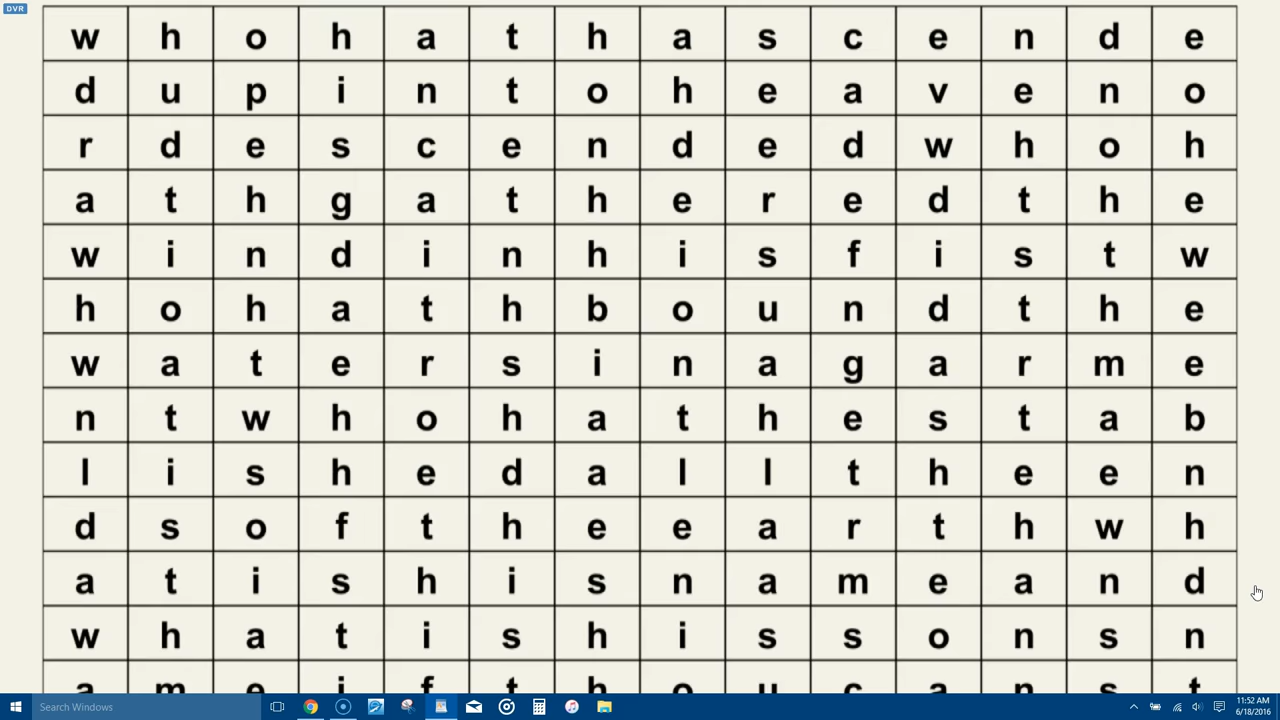 DVR
w h o h a t h a s c e n d e
d u p i n t o h e a v e n o
r d e s c e n d e d w h o h
a t h g a t h e r e d t h e
w i n d i n h i s f i s t w
h o h a t h b o u n d t h e
w a t e r s i n a g a r m e
n t w h o h a t h e s t a b
l i s h e d a l l t h e e n
d s o f t h e e a r t h w h
a t i s h i s n a m e a n d
w h a t i s h i s s o n s n
a m e i f t h o u c a n s t
Search Windows
11:52 AM
6/18/2016